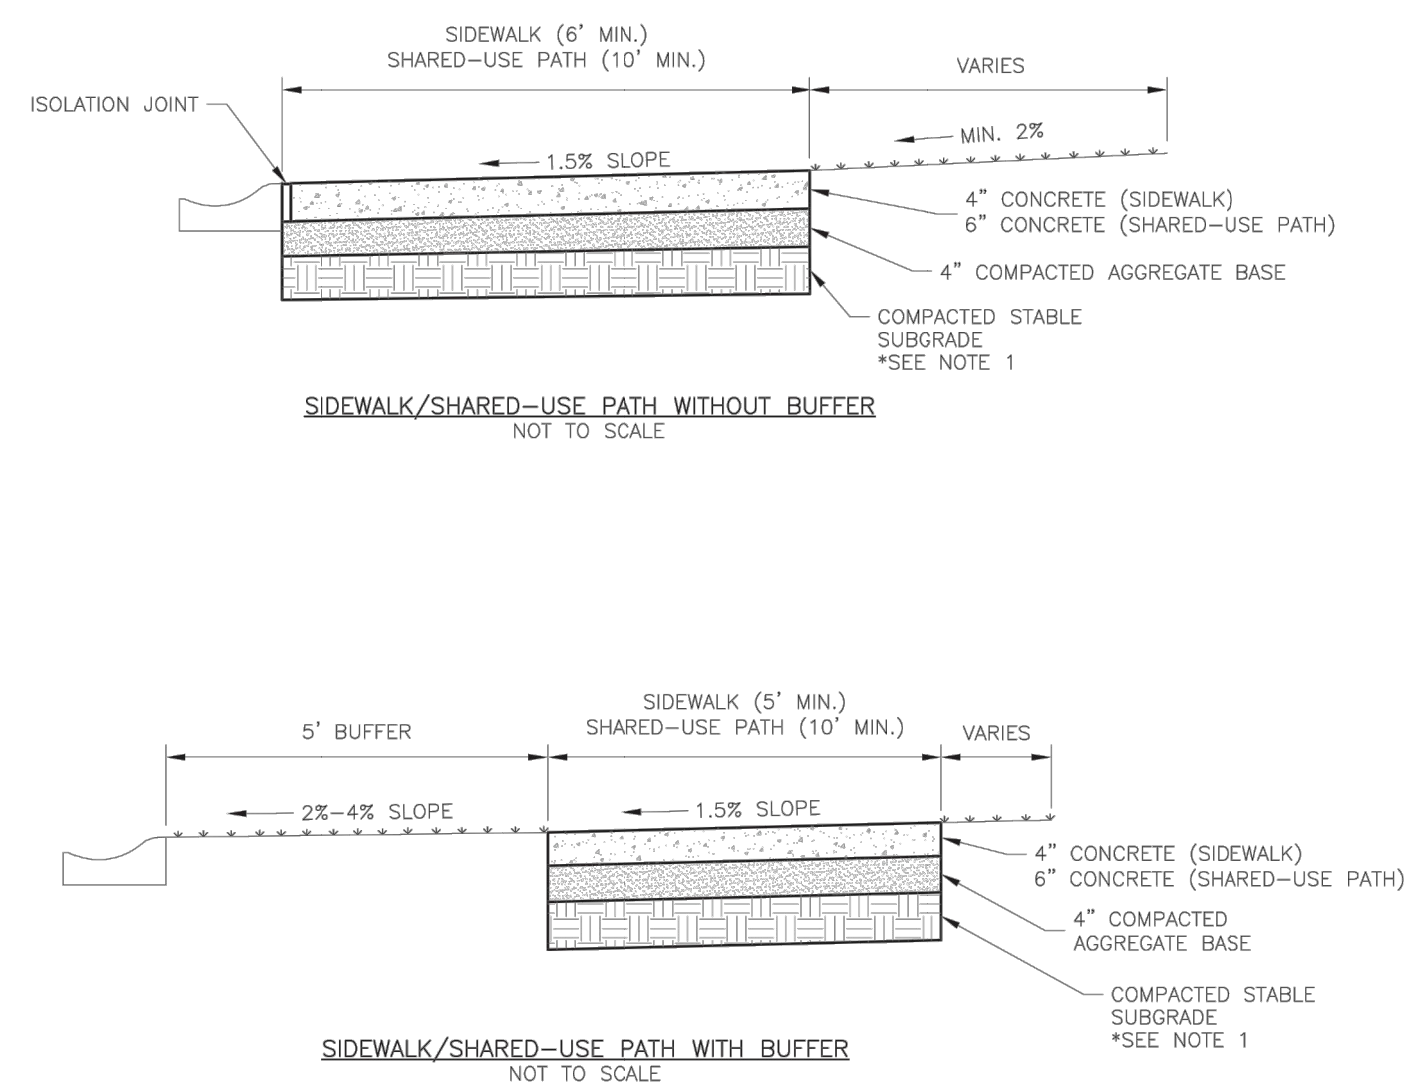 SIDEWALK (6' MIN.)
SHARED-USE PATH (10' MIN.)
VARIES
ISOLATION JOINT
MIN. 2%
1.5% SLOPE
4" CONCRETE (SIDEWALK)
6" CONCRETE (SHARED-USE PATH)
4" COMPACTED AGGREGATE BASE
COMPACTED STABLE
SUBGRADE
*SEE NOTE 1
SIDEWALK/SHARED-USE PATH WITHOUT BUFFER
NOT TO SCALE
SIDEWALK (5' MIN.)
SHARED-USE PATH (10' MIN.)
5' BUFFER
VARIES
2%-4% SLOPE
1.5% SLOPE
4" CONCRETE (SIDEWALK)
6" CONCRETE (SHARED-USE PATH)
4" COMPACTED
AGGREGATE BASE
COMPACTED STABLE
SUBGRADE
*SEE NOTE 1
SIDEWALK/SHARED-USE PATH WITH BUFFER
NOT TO SCALE